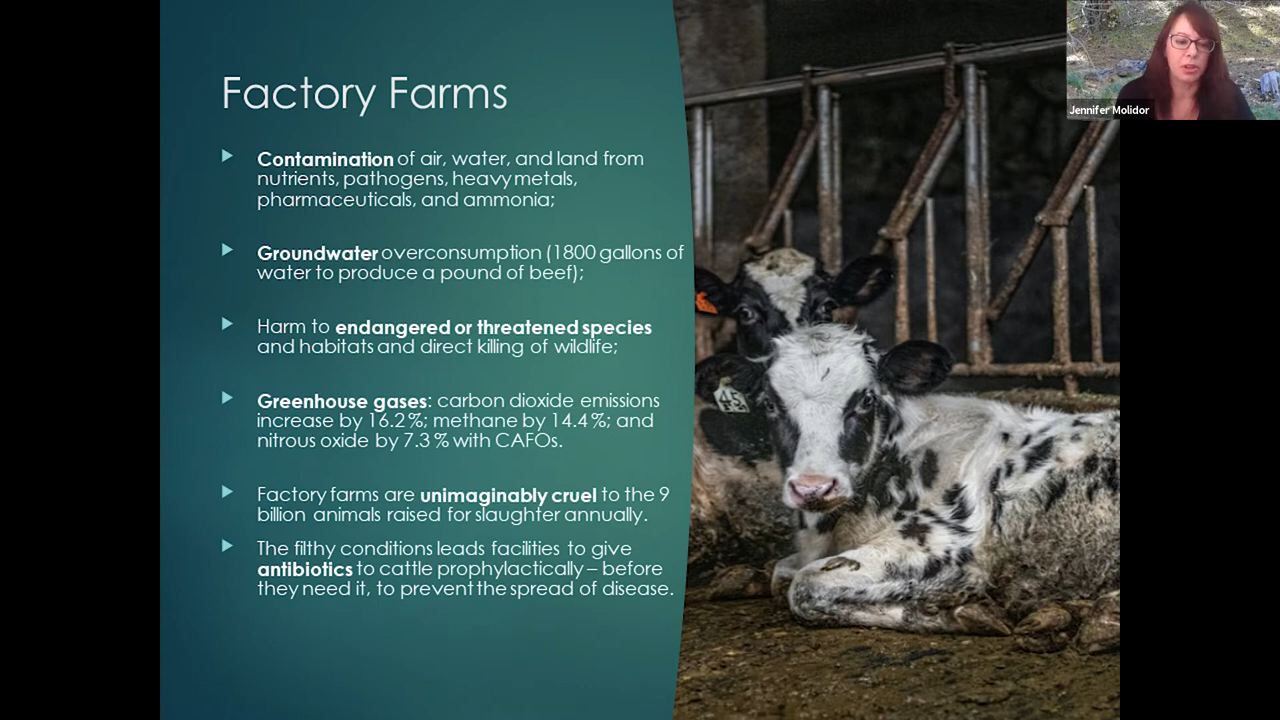 Factory Farms
Contamination of air, water, and land from
nutrients, pathogens, heavy metals,
pharmaceuticals, and ammonia;
Groundwater overconsumption (1800 gallons of
water to produce a pound of beef);
Harm to endangered or threatened species
and habitats and direct killing of wildlife;
Greenhouse gases: carbon dioxide emissions
increase by 16.2%; methane by 14.4%; and
nitrous oxide by 7.3 % with CAFOs.
Factory farms are unimaginably cruel to the 9
billion animals raised for slaughter annually.
The filthy conditions leads facilities to give
antibiotics to cattle prophylactically – before
they need it, to prevent the spread of disease.
45
Jennifer Molidor